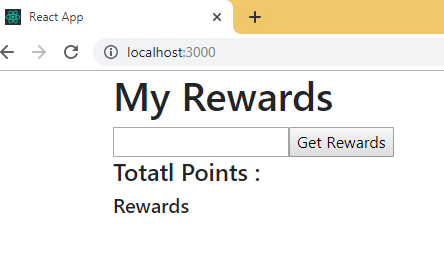 React App
localhost:3000
My Rewards
Get Rewards
Totatl Points :
Rewards